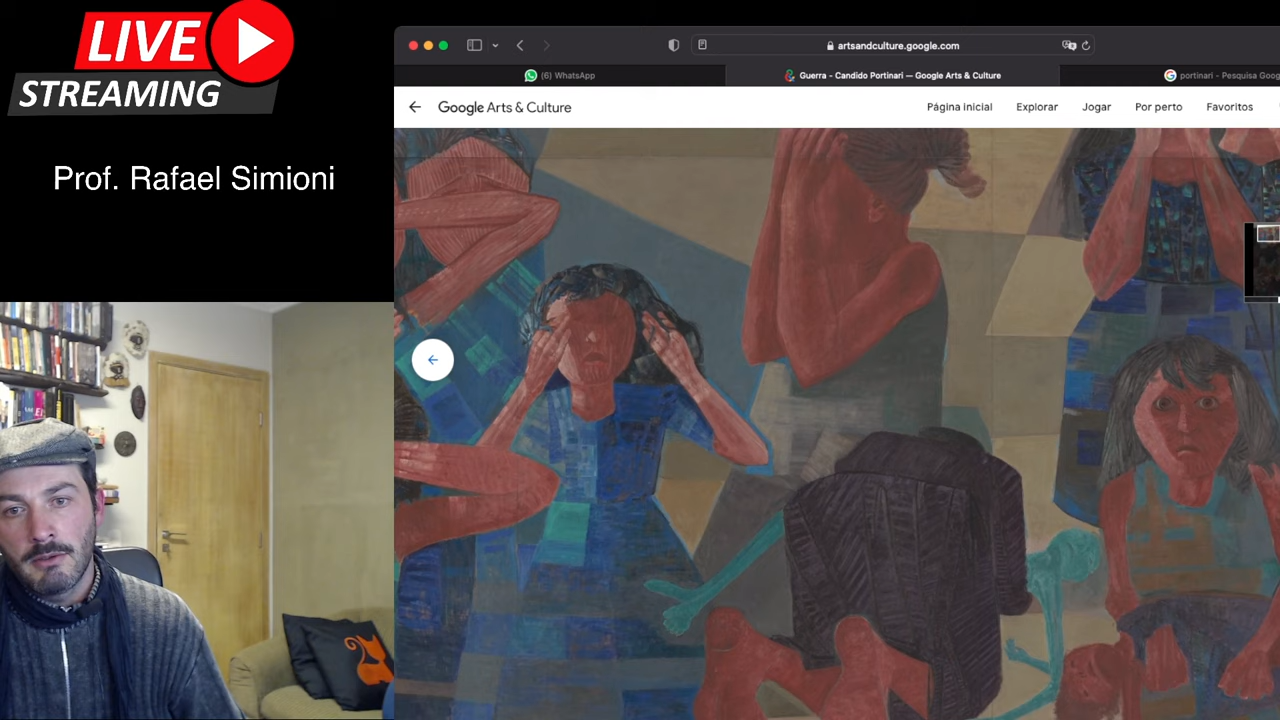 LIVE
STREAMING
Prof. Rafael Simioni
artsandculture.google.com
(6) WhatsApp
Guerra - Candido Portinari — Google Arts & Culture
portinari - Pesquisa Goog
Google Arts & Culture
Página inicial
Explorar
Jogar
Por perto
Favoritos